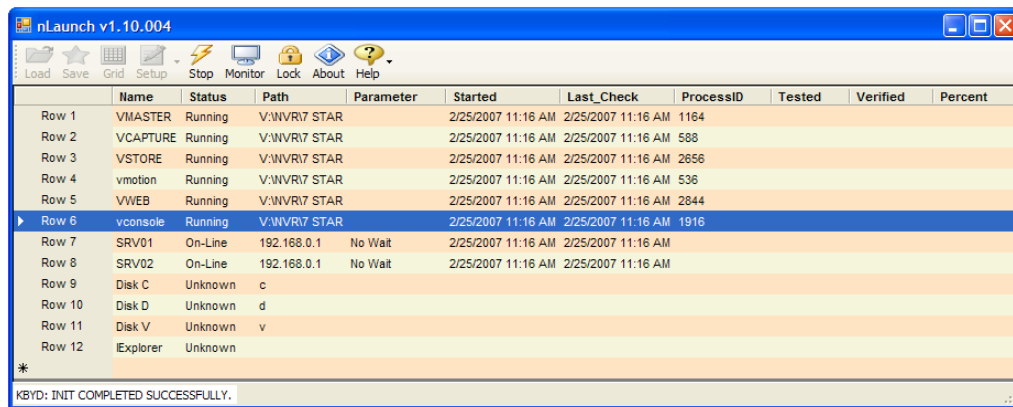 nLaunch v1.10.004
Load Save Grid Setup Stop Monitor Lock About Help
Name Status Path Parameter Started Last_Check ProcessID Tested Verified Percent
Row 1 VMASTER Running V:\NVR\7 STAR 2/25/2007 11:16 AM 2/25/2007 11:16 AM 1164
Row 2 VCAPTURE Running V:\NVR\7 STAR 2/25/2007 11:16 AM 2/25/2007 11:16 AM 588
Row 3 VSTORE Running V:\NVR\7 STAR 2/25/2007 11:16 AM 2/25/2007 11:16 AM 2656
Row 4 vmotion Running V:\NVR\7 STAR 2/25/2007 11:16 AM 2/25/2007 11:16 AM 536
Row 5 VWEB Running V:\NVR\7 STAR 2/25/2007 11:16 AM 2/25/2007 11:16 AM 2844
Row 6 vconsole Running V:\NVR\7 STAR 2/25/2007 11:16 AM 2/25/2007 11:16 AM 1916
Row 7 SRV01 On-Line 192.168.0.1 No Wait 2/25/2007 11:16 AM 2/25/2007 11:16 AM
Row 8 SRV02 On-Line 192.168.0.1 No Wait 2/25/2007 11:16 AM 2/25/2007 11:16 AM
Row 9 Disk C Unknown c
Row 10 Disk D Unknown d
Row 11 Disk V Unknown v
Row 12 IExplorer Unknown
KBYD: INIT COMPLETED SUCCESSFULLY.